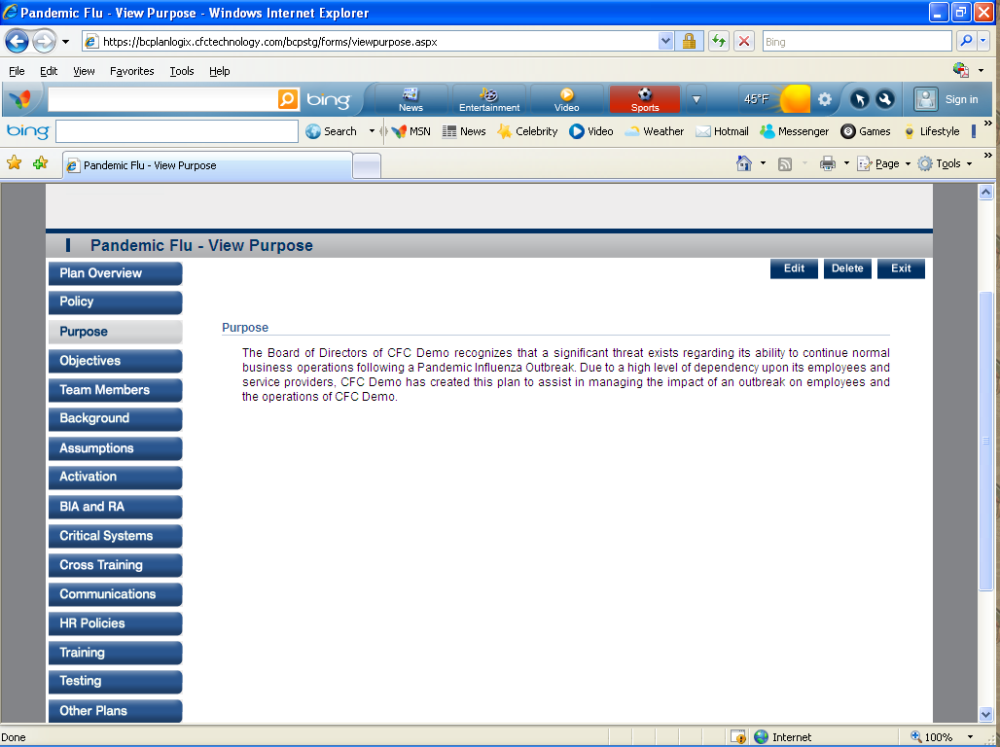 Pandemic Flu - View Purpose - Windows Internet Explorer
https://bcplanlogix.cfctechnology.com/bcpstg/forms/viewpurpose.aspx Bing
File Edit View Favorites Tools Help
bing News Entertainment Video Sports 45°F Sign in
bing Search MSN News Celebrity Video Weather Hotmail Messenger Games Lifestyle
Pandemic Flu - View Purpose Page Tools
Pandemic Flu - View Purpose
Edit Delete Exit
Plan Overview
Policy
Purpose
Objectives
Team Members
Background
Assumptions
Activation
BIA and RA
Critical Systems
Cross Training
Communications
HR Policies
Training
Testing
Other Plans
Purpose
The Board of Directors of CFC Demo recognizes that a significant threat exists regarding its ability to continue normal
business operations following a Pandemic Influenza Outbreak. Due to a high level of dependency upon its employees and
service providers, CFC Demo has created this plan to assist in managing the impact of an outbreak on employees and
the operations of CFC Demo.
Done Internet 100%